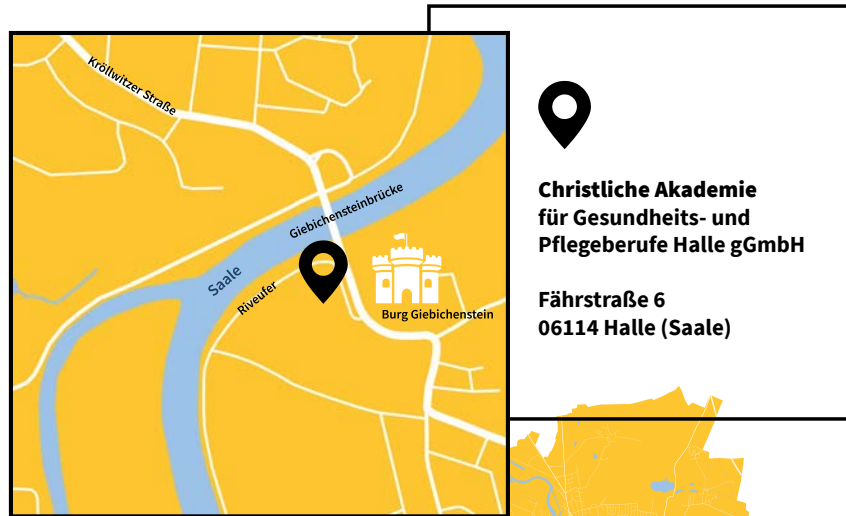 Kröllwitzer Straße
Giebichensteinbrücke
Saale
Riveufer
Burg Giebichenstein
Christliche Akademie
für Gesundheits- und
Pflegeberufe Halle gGmbH
Fährstraße 6
06114 Halle (Saale)